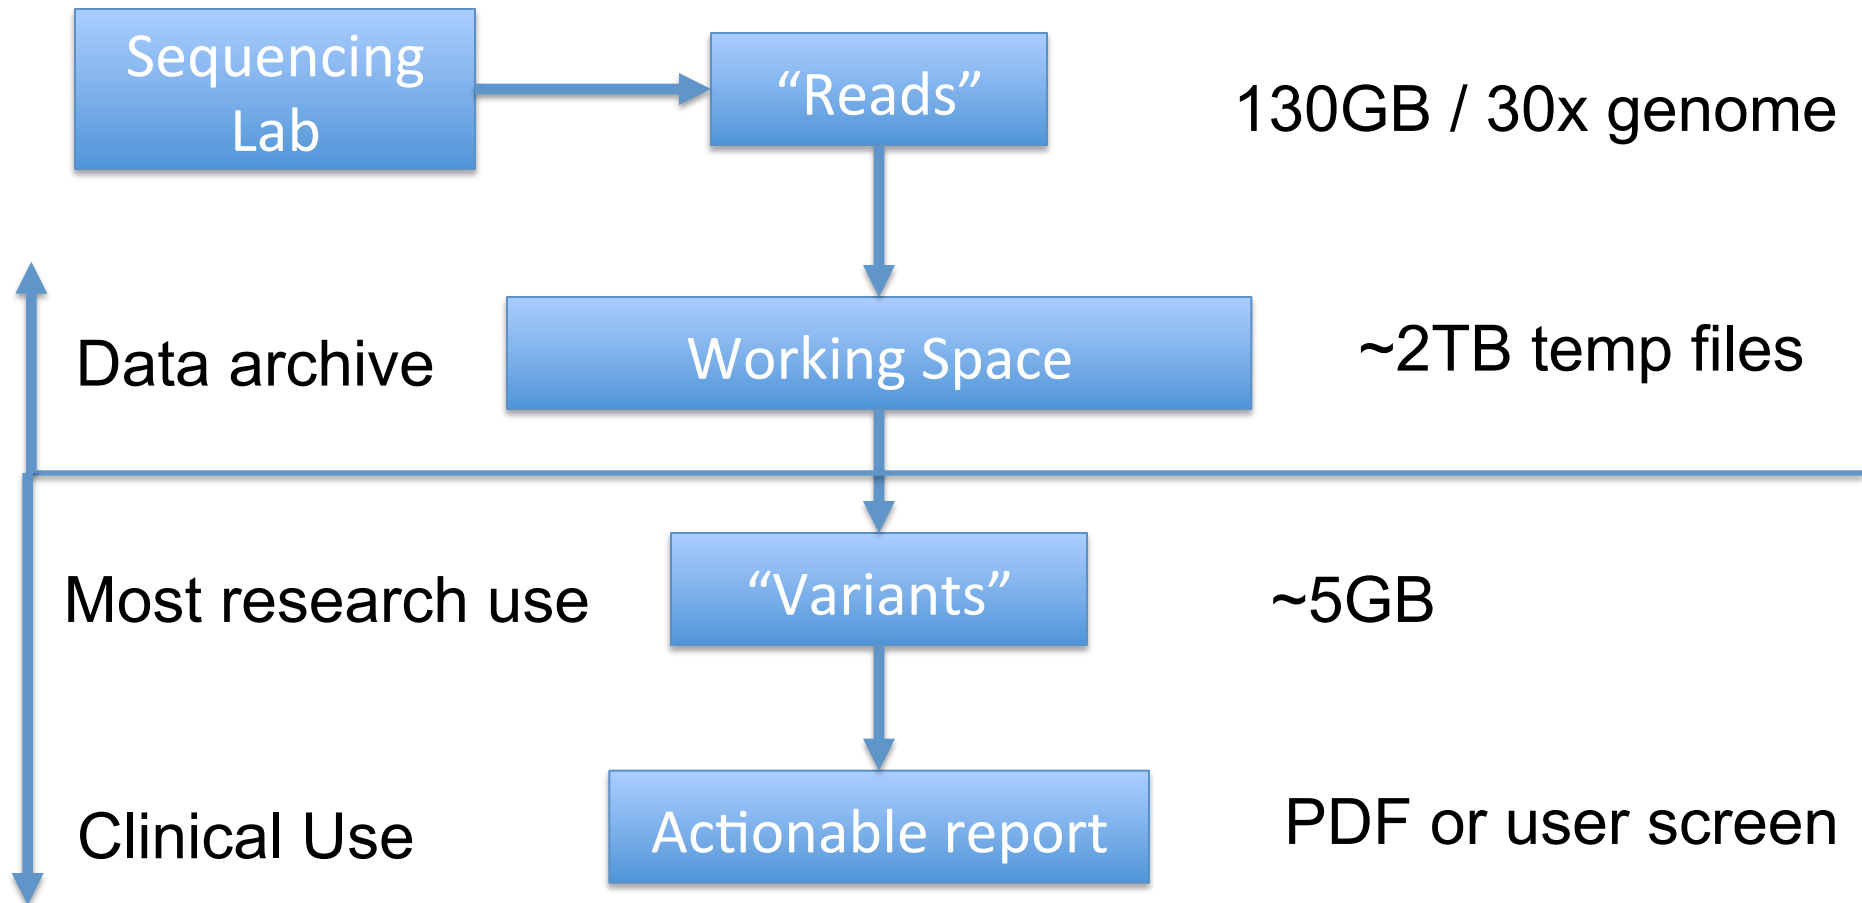 Sequencing
Lab
“Reads”
130GB / 30x genome
Data archive
Working Space
~2TB temp files
Most research use
“Variants”
~5GB
Clinical Use
Actionable report
PDF or user screen